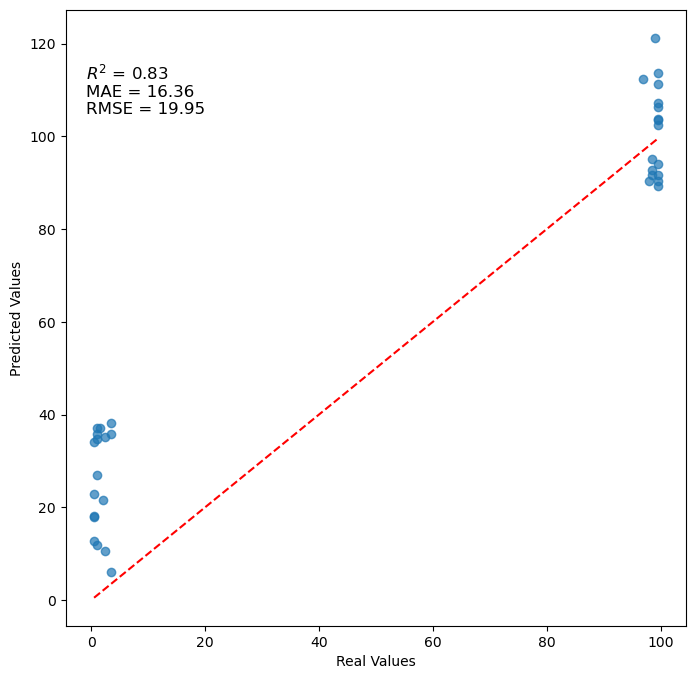 R² = 0.83
MAE = 16.36
RMSE = 19.95
120
100
80
60
40
20
0
Predicted Values
0 20 40 60 80 100
Real Values